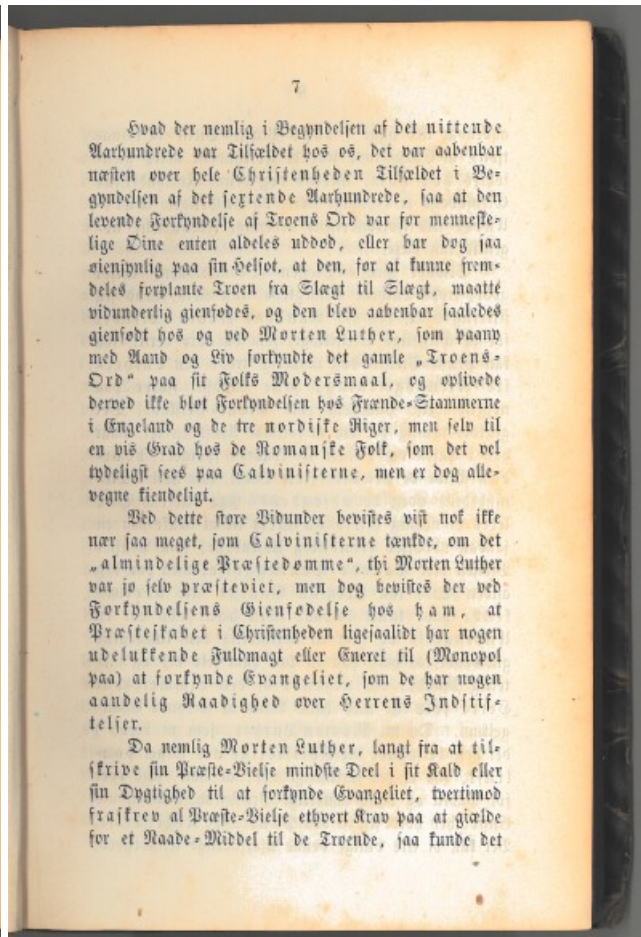 7
Hvad der nemlig i Begyndelsen af det nittende
Aarhundrede var Tilfældet hos os, det var aabenbar
næsten over hele Christenheden Tilfældet i Be-
gyndelsen af det sextende Aarhundrede, saa at den
levende Forkyndelse af Troens Ord var for menneske-
lige Øine enten aldeles uddød, eller bar dog saa
øiensynlig paa sin Helsot, at den, for at kunne frem-
deles forplante Troen fra Slægt til Slægt, maatte
vidunderlig gienfødes, og den blev aabenbar saaledes
gienfødt hos og ved Morten Luther, som paany
med Aand og Liv forkyndte det gamle „Troens-
Ord“ paa sit Folks Modersmaal, og oplivede
derved ikke blot Forkyndelsen hos Frænde-Stammerne
i Engeland og de tre nordiske Riger, men selv til
en vis Grad hos de Romanske Folk, som det vel
tydeligst sees paa Calvinisterne, men er dog alle-
vegne kiendeligt.
Ved dette store Vidunder bevistes vist nok ikke
nær saa meget, som Calvinisterne tænkde, om det
„almindelige Præstedømme“, thi Morten Luther
var jo selv præsteviet, men dog bevistes der ved
Forkyndelsens Gienfødelse hos ham, at
Præsteskabet i Christenheden ligesaalidt har nogen
udelukkende Fuldmagt eller Eneret til (Monopol
paa) at forkynde Evangeliet, som de har nogen
aandelig Raadighed over Herrens Indstif-
telser.
Da nemlig Morten Luther, langt fra at til-
skrive sin Præste-Vielse mindste Deel i sit Kald eller
sin Dygtighed til at forkynde Evangeliet, tvertimod
fraskrev al Præste-Vielse ethvert Krav paa at giælde
for et Naade-Middel til de Troende, saa kunde det